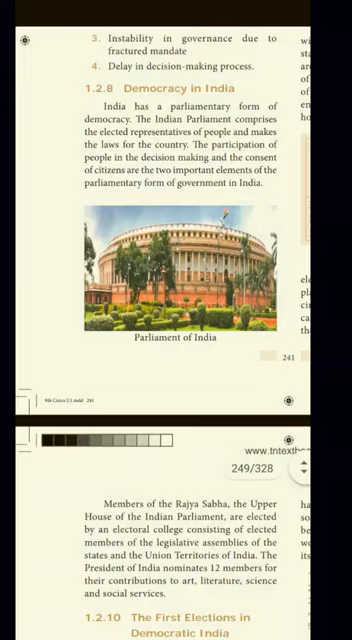 3. Instability in governance due to
fractured mandate
4. Delay in decision-making process.
1.2.8 Democracy in India
India has a parliamentary form of
democracy. The Indian Parliament comprises
the elected representatives of people and makes
the laws for the country. The participation of
people in the decision making and the consent
of citizens are the two important elements of the
parliamentary form of government in India.
Parliament of India
241
9th Civics U1.indd 241
www.tntextbo
249/328
Members of the Rajya Sabha, the Upper
House of the Indian Parliament, are elected
by an electoral college consisting of elected
members of the legislative assemblies of the
states and the Union Territories of India. The
President of India nominates 12 members for
their contributions to art, literature, science
and social services.
1.2.10 The First Elections in
Democratic India